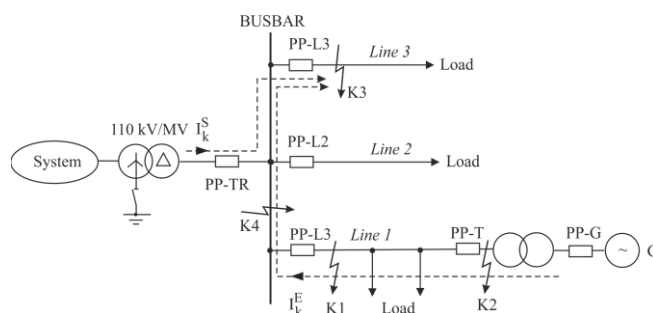 BUSBAR
PP-L3
Line 3
Load
K3
110 kV/MV
I_k^S
System
PP-TR
PP-L2
Line 2
Load
K4
PP-L3
Line 1
PP-T
PP-G
~
G
I_k^E
K1
Load
K2